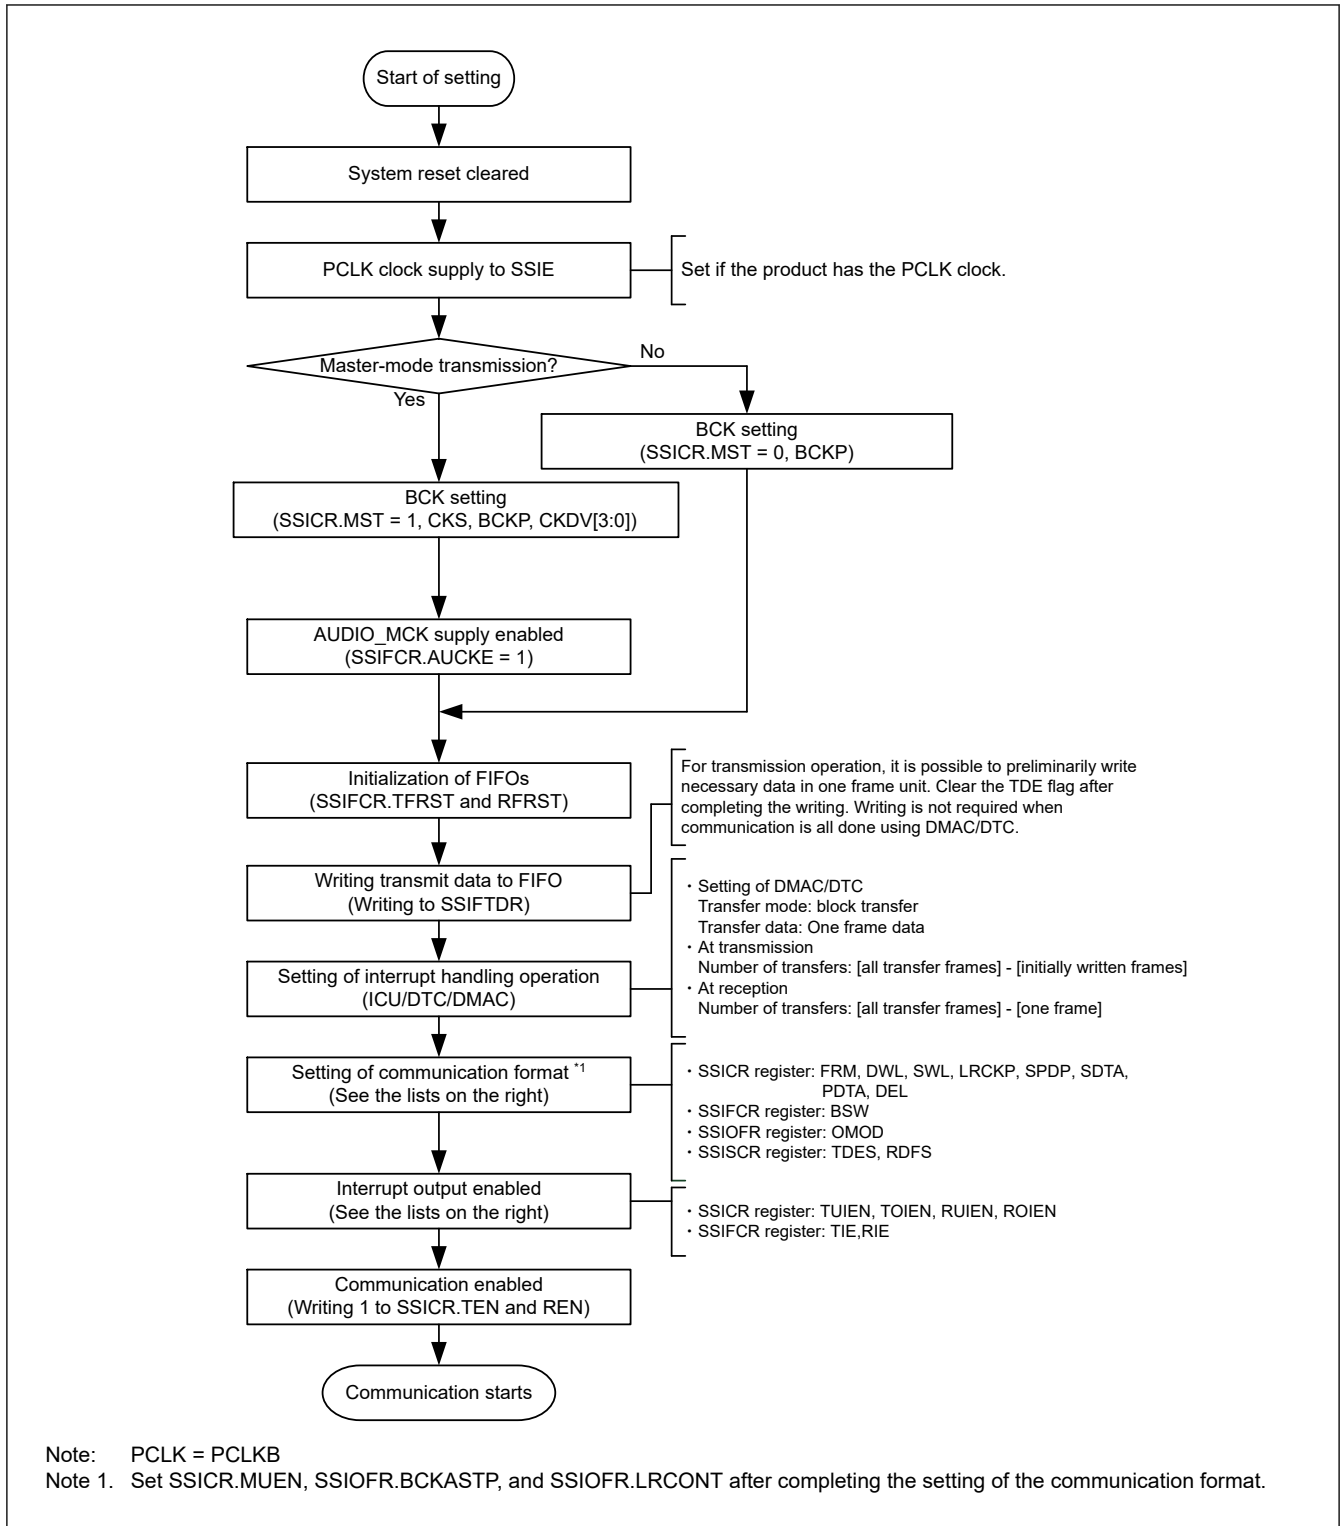 Start of setting
System reset cleared
PCLK clock supply to SSIE
Set if the product has the PCLK clock.
Master-mode transmission?
No
Yes
BCK setting
(SSICR.MST = 0, BCKP)
BCK setting
(SSICR.MST = 1, CKS, BCKP, CKDV[3:0])
AUDIO_MCK supply enabled
(SSIFCR.AUCKE = 1)
Initialization of FIFOs
(SSIFCR.TFRST and RFRST)
For transmission operation, it is possible to preliminarily write
necessary data in one frame unit. Clear the TDE flag after
completing the writing. Writing is not required when
communication is all done using DMAC/DTC.
Writing transmit data to FIFO
(Writing to SSIFTDR)
・Setting of DMAC/DTC
Transfer mode: block transfer
Transfer data: One frame data
・At transmission
Number of transfers: [all transfer frames] - [initially written frames]
・At reception
Number of transfers: [all transfer frames] - [one frame]
Setting of interrupt handling operation
(ICU/DTC/DMAC)
Setting of communication format *1
(See the lists on the right)
・SSICR register: FRM, DWL, SWL, LRCKP, SPDP, SDTA,
PDTA, DEL
・SSIFCR register: BSW
・SSIOFR register: OMOD
・SSISCR register: TDES, RDFS
Interrupt output enabled
(See the lists on the right)
・SSICR register: TUIEN, TOIEN, RUIEN, ROIEN
・SSIFCR register: TIE,RIE
Communication enabled
(Writing 1 to SSICR.TEN and REN)
Communication starts
Note: PCLK = PCLKB
Note 1. Set SSICR.MUEN, SSIOFR.BCKASTP, and SSIOFR.LRCONT after completing the setting of the communication format.